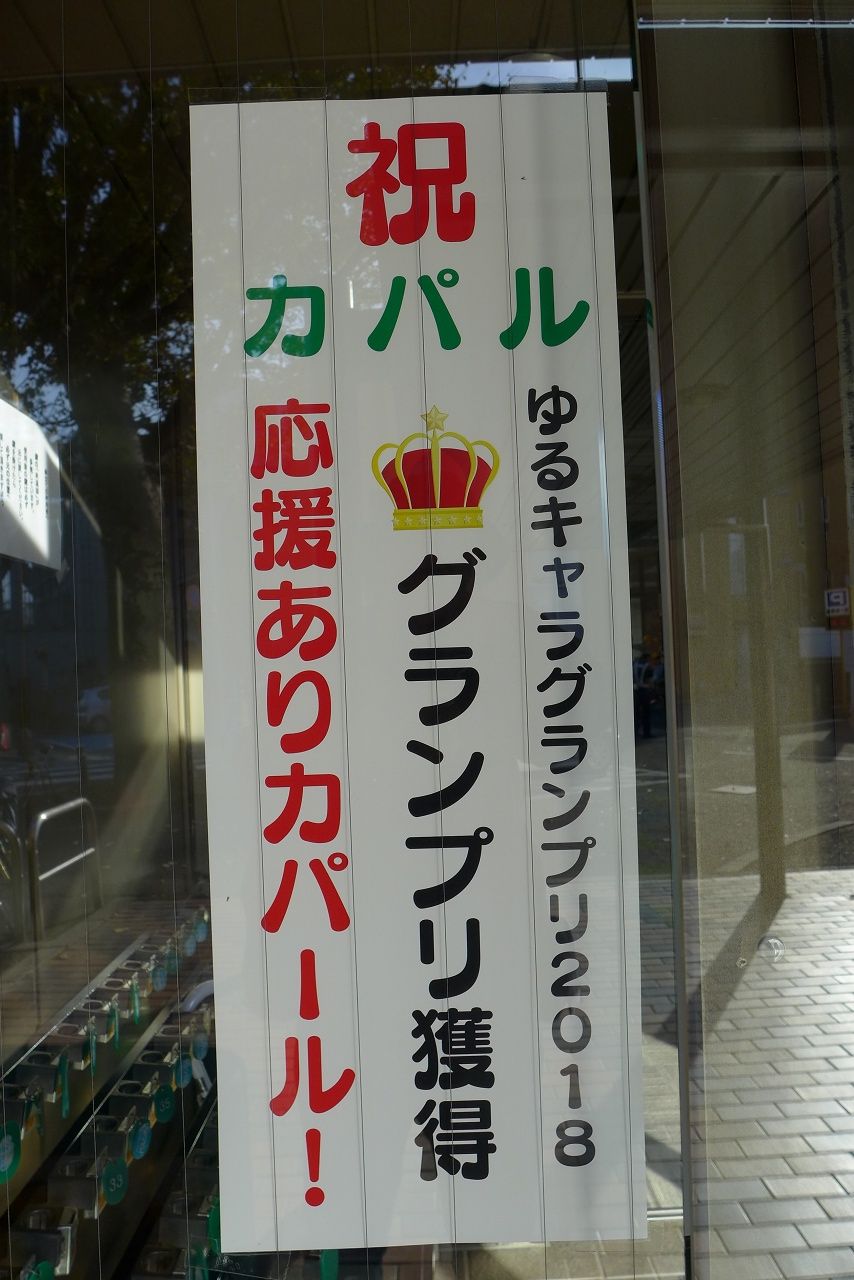 祝
カパル
ゆるキャラグランプリ2018
グランプリ獲得
応援ありカパール!
33